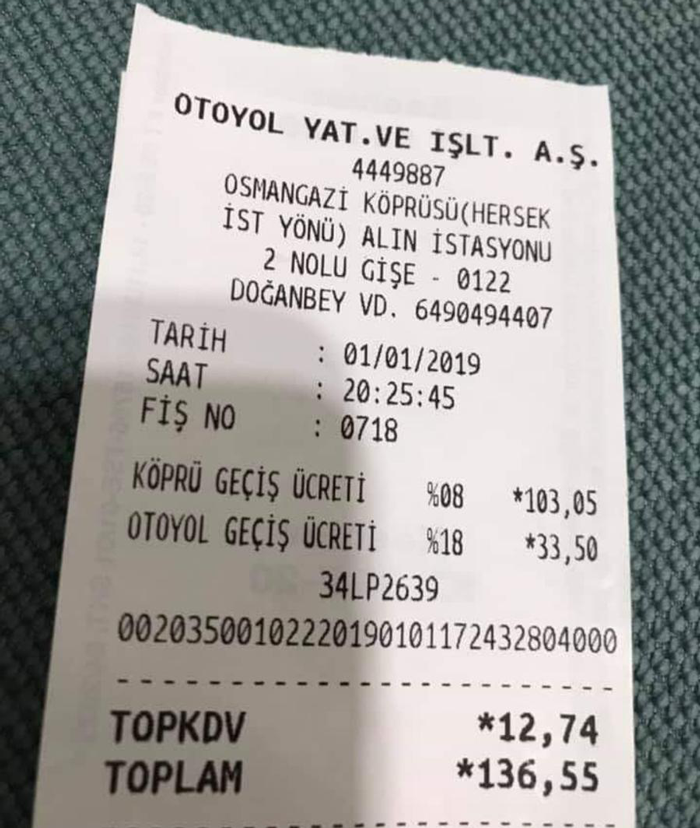 OTOYOL YAT.VE İŞLT. A.Ş.
4449887
OSMANGAZİ KÖPRÜSÜ(HERSEK
İST YÖNÜ) ALIN İSTASYONU
2 NOLU GİŞE - 0122
DOĞANBEY VD. 6490494407
TARİH : 01/01/2019
SAAT : 20:25:45
FİŞ NO : 0718
KÖPRÜ GEÇİŞ ÜCRETİ %08 *103,05
OTOYOL GEÇİŞ ÜCRETİ %18 *33,50
34LP2639
00203500102220190101172432804000
TOPKDV *12,74
TOPLAM *136,55